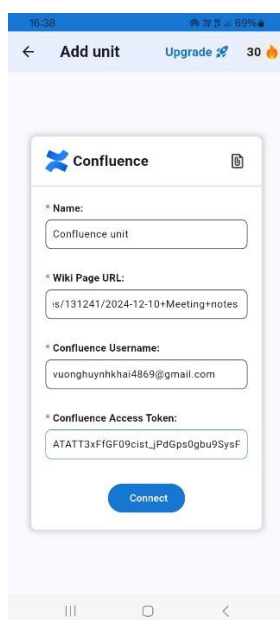 16:38
69%
Add unit
Upgrade
30
Confluence
* Name:
Confluence unit
* Wiki Page URL:
s/131241/2024-12-10+Meeting+notes
* Confluence Username:
vuonghuynhkhai4869@gmail.com
* Confluence Access Token:
ATATT3xFfGF09cist_jPdGps0gbu9SysF
Connect